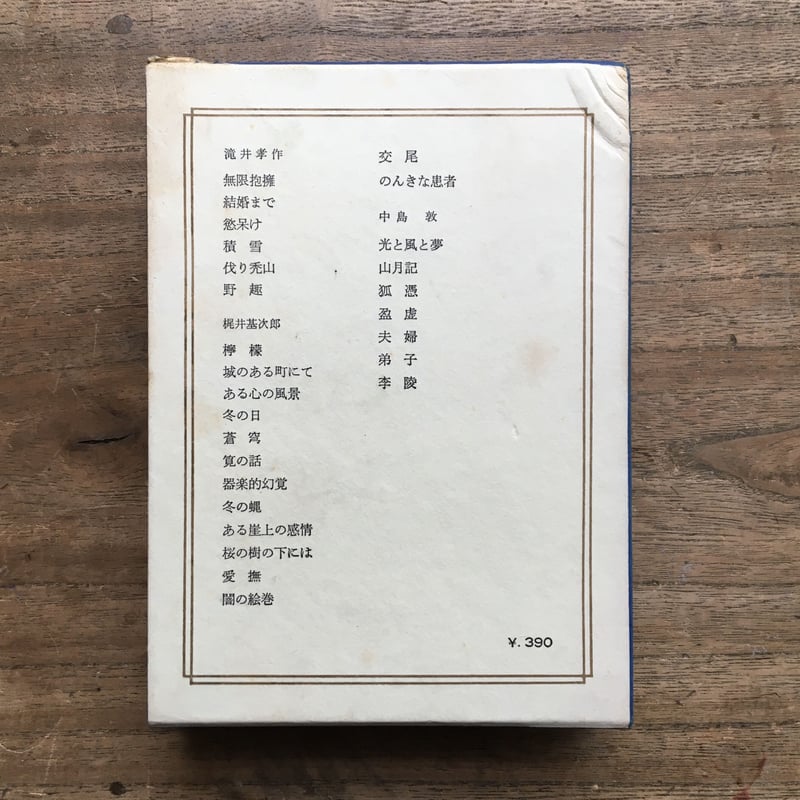 滝井孝作
無限抱擁
結婚まで
慾呆け
積雪
伐り禿山
野趣
梶井基次郎
檸檬
城のある町にて
ある心の風景
冬の日
蒼穹
筧の話
器楽的幻覚
冬の蝿
ある崖上の感情
桜の樹の下には
愛撫
闇の絵巻
交尾
のんきな患者
中島敦
光と風と夢
山月記
狐憑
盈虚
夫婦
弟子
李陵
¥.390